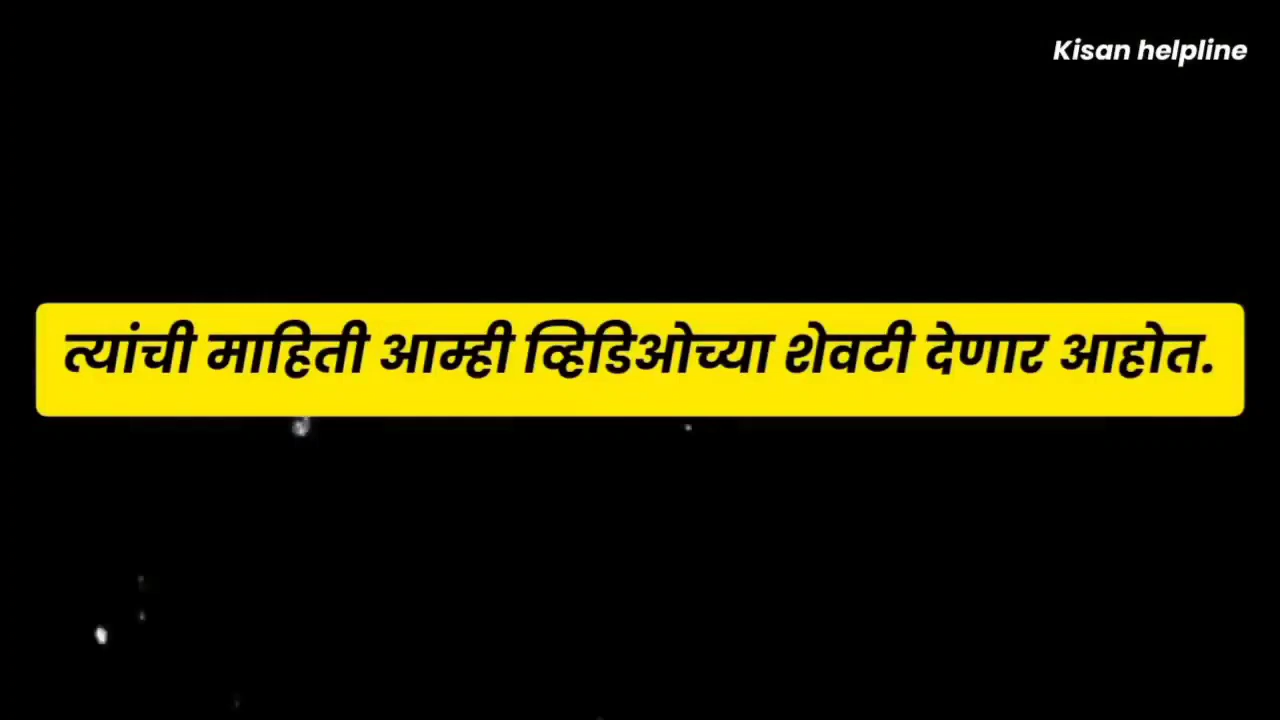 Kisan helpline
त्यांची माहिती आम्ही व्हिडिओच्या शेवटी देणार आहोत.